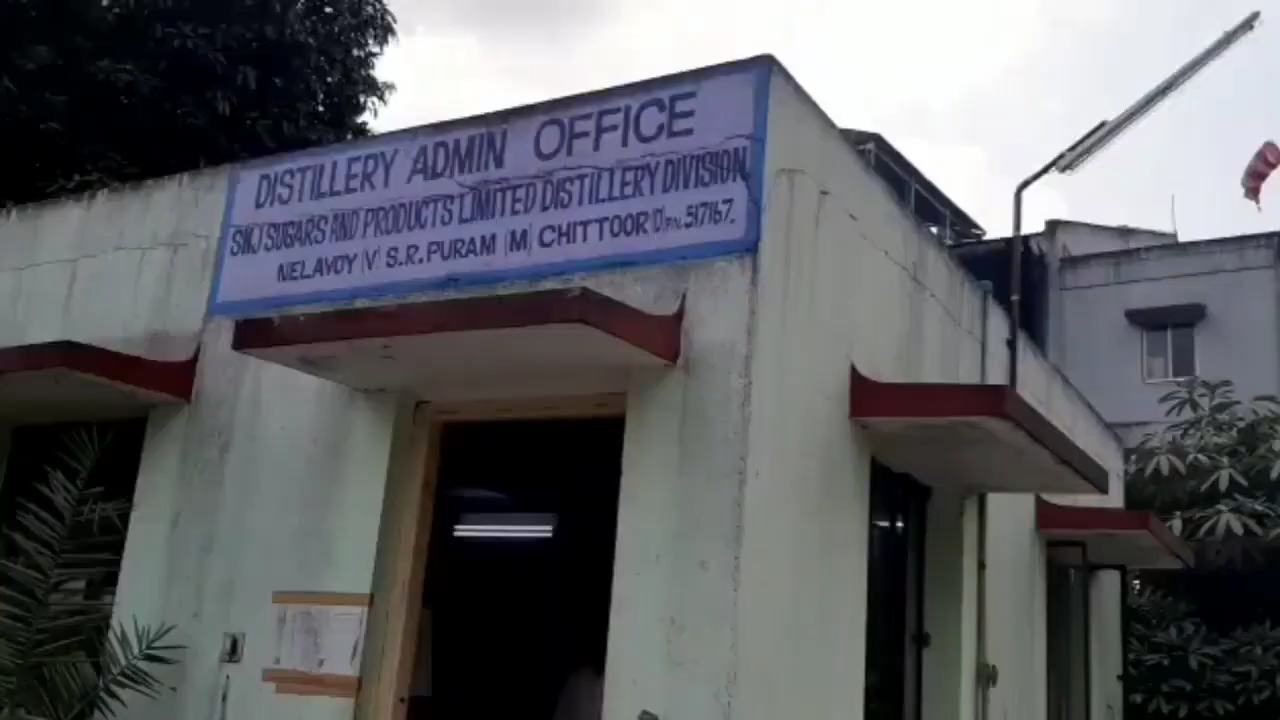 DISTILLERY ADMIN OFFICE
SNJ SUGARS AND PRODUCTS LIMITED DISTILLERY DIVISION
NELAVOY (V) S.R. PURAM (M) CHITTOOR (D) PIN. 517167.